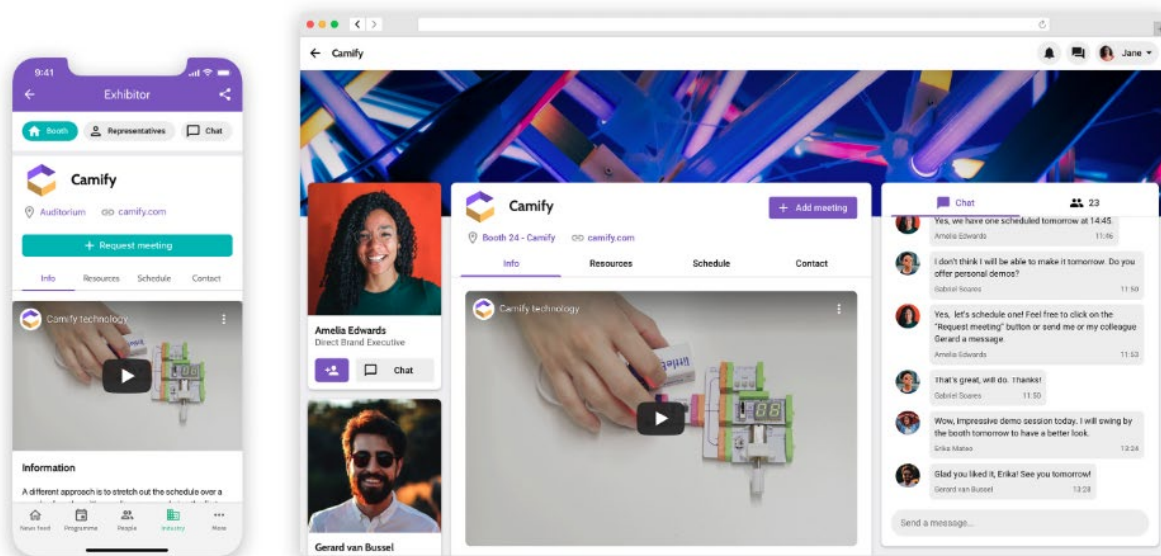 9:41
Exhibitor
Booth
Representatives
Chat
Camify
Auditorium
camify.com
+ Request meeting
Info
Resources
Schedule
Contact
Camify technology
Information
A different approach is to stretch out the schedule over a
News feed
Programme
People
Industry
More
Camify
Jane
Amelia Edwards
Direct Brand Executive
Chat
Gerard van Bussel
Camify
+ Add meeting
Booth 24 - Camify
camify.com
Info
Resources
Schedule
Contact
Camify technology
littleBits
Chat
23
Yes, we have one scheduled tomorrow at 14:45.
Amelia Edwards 11:46
I don't think I will be able to make it tomorrow. Do you
offer personal demos?
Gabriel Soares 11:50
Yes, let's schedule one! Feel free to click on the
"Request meeting" button or send me or my colleague
Gerard a message.
Amelia Edwards 11:53
That's great, will do. Thanks!
Gabriel Soares 11:50
Wow, impressive demo session today. I will swing by
the booth tomorrow to have a better look.
Erika Mateo 13:24
Glad you liked it, Erika! See you tomorrow!
Gerard van Bussel 13:28
Send a message...